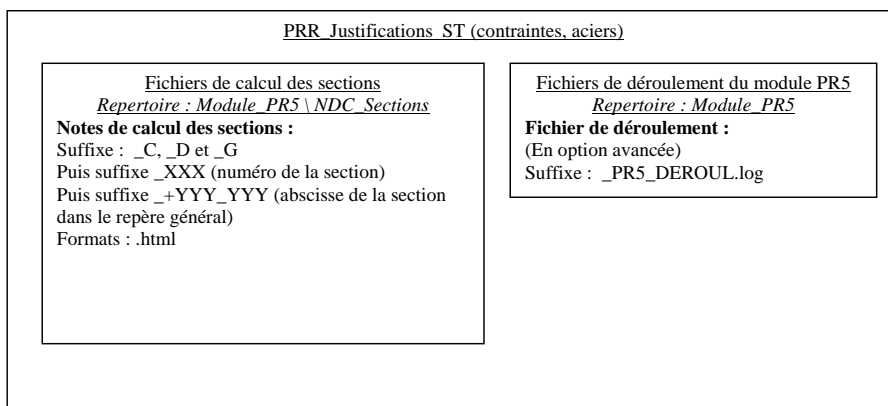 PRR_Justifications_ST (contraintes, aciers)
Fichiers de calcul des sections
Repertoire : Module_PR5 \ NDC_Sections
Notes de calcul des sections :
Suffixe : _C, _D et _G
Puis suffixe _XXX (numéro de la section)
Puis suffixe _+YYY_YYY (abscisse de la section
dans le repère général)
Formats : .html
Fichiers de déroulement du module PR5
Repertoire : Module_PR5
Fichier de déroulement :
(En option avancée)
Suffixe : _PR5_DEROUL.log